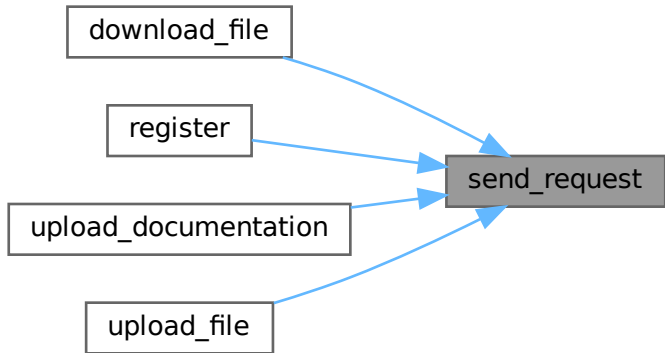 download_file
register
send_request
upload_documentation
upload_file